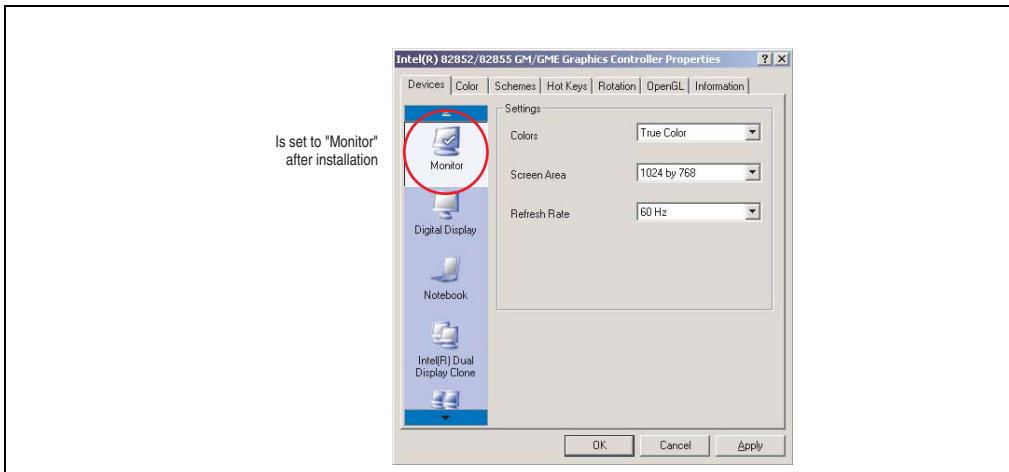 Intel(R) 82852/82855 GM/GME Graphics Controller Properties
Devices Color Schemes Hot Keys Rotation OpenGL Information
Is set to "Monitor"
after installation
Monitor
Digital Display
Notebook
Intel(R) Dual
Display Clone
Settings
Colors True Color
Screen Area 1024 by 768
Refresh Rate 60 Hz
OK Cancel Apply